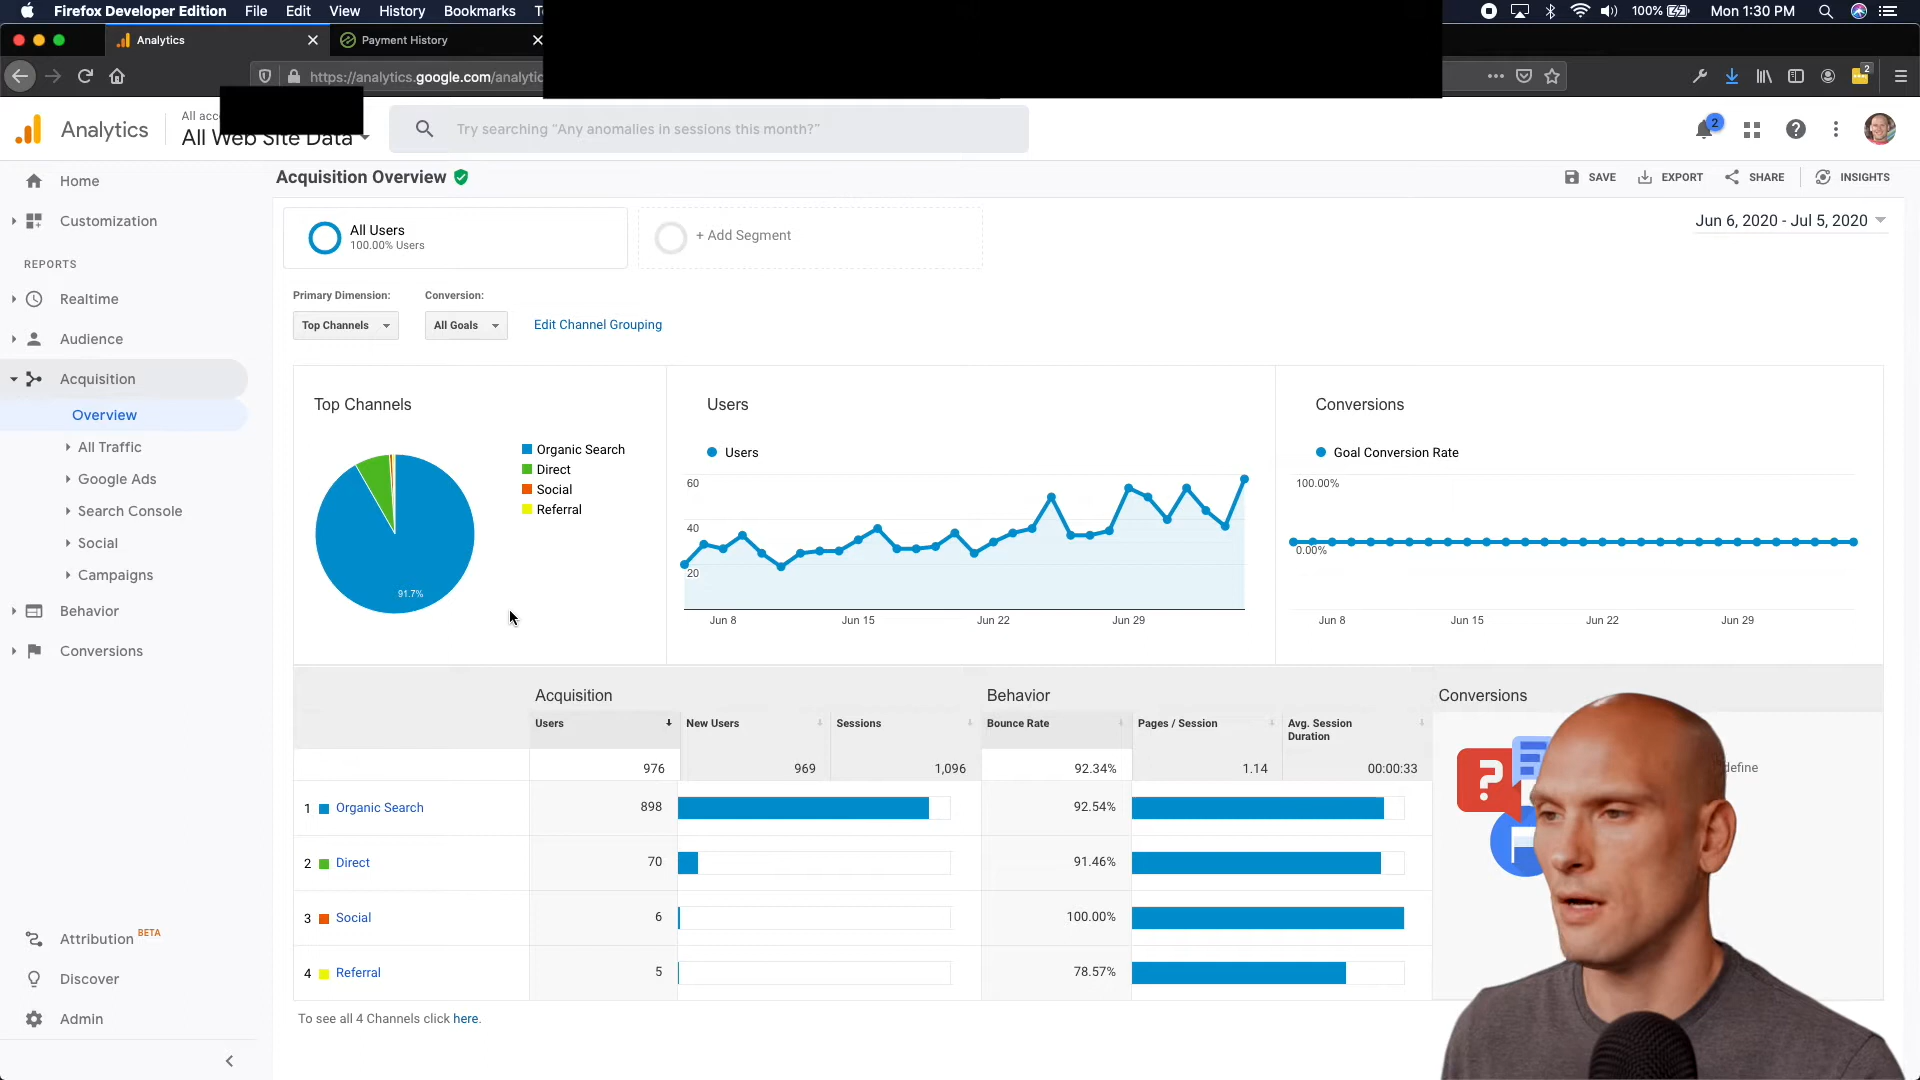 Firefox Developer Edition File Edit View History Bookmarks
100% Mon 1:30 PM
Analytics Payment History
https://analytics.google.com/analytic
2
Analytics
All acc
All Web Site Data
Try searching “Any anomalies in sessions this month?”
2
Home
Customization
REPORTS
Realtime
Audience
Acquisition
Overview
All Traffic
Google Ads
Search Console
Social
Campaigns
Behavior
Conversions
Attribution BETA
Discover
Admin
Acquisition Overview
SAVE EXPORT SHARE INSIGHTS
All Users
100.00% Users
+ Add Segment
Jun 6, 2020 - Jul 5, 2020
Primary Dimension: Conversion:
Top Channels All Goals Edit Channel Grouping
Top Channels
Organic Search
Direct
Social
Referral
91.7%
Users
Users
60
40
20
Jun 8 Jun 15 Jun 22 Jun 29
Conversions
Goal Conversion Rate
100.00%
0.00%
Jun 8 Jun 15 Jun 22 Jun 29
Acquisition Behavior Conversions
Users New Users Sessions Bounce Rate Pages / Session Avg. Session
Duration
976 969 1,096 92.34% 1.14 00:00:33
define
1 Organic Search 898 92.54%
2 Direct 70 91.46%
3 Social 6 100.00%
4 Referral 5 78.57%
To see all 4 Channels click here.